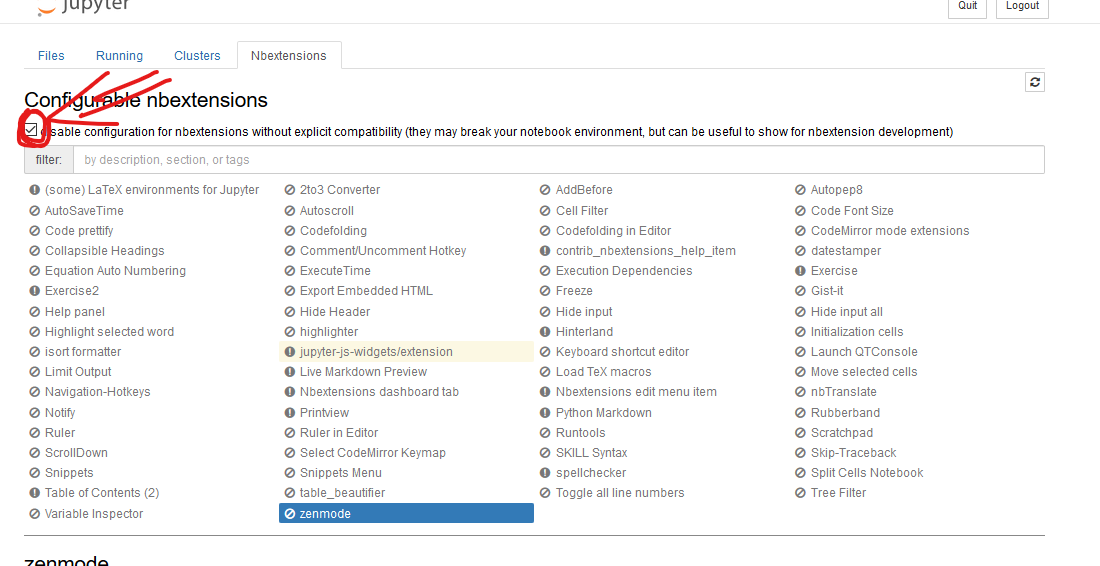 jupyter
Quit
Logout
Files
Running
Clusters
Nbextensions
Configurable nbextensions
disable configuration for nbextensions without explicit compatibility (they may break your notebook environment, but can be useful to show for nbextension development)
filter:
by description, section, or tags
(some) LaTeX environments for Jupyter
2to3 Converter
AddBefore
Autopep8
AutoSaveTime
Autoscroll
Cell Filter
Code Font Size
Code prettify
Codefolding
Codefolding in Editor
CodeMirror mode extensions
Collapsible Headings
Comment/Uncomment Hotkey
contrib_nbextensions_help_item
datestamper
Equation Auto Numbering
ExecuteTime
Execution Dependencies
Exercise
Exercise2
Export Embedded HTML
Freeze
Gist-it
Help panel
Hide Header
Hide input
Hide input all
Highlight selected word
highlighter
Hinterland
Initialization cells
isort formatter
jupyter-js-widgets/extension
Keyboard shortcut editor
Launch QTConsole
Limit Output
Live Markdown Preview
Load TeX macros
Move selected cells
Navigation-Hotkeys
Nbextensions dashboard tab
Nbextensions edit menu item
nbTranslate
Notify
Printview
Python Markdown
Rubberband
Ruler
Ruler in Editor
Runtools
Scratchpad
ScrollDown
Select CodeMirror Keymap
SKILL Syntax
Skip-Traceback
Snippets
Snippets Menu
spellchecker
Split Cells Notebook
Table of Contents (2)
table_beautifier
Toggle all line numbers
Tree Filter
Variable Inspector
zenmode
zenmode